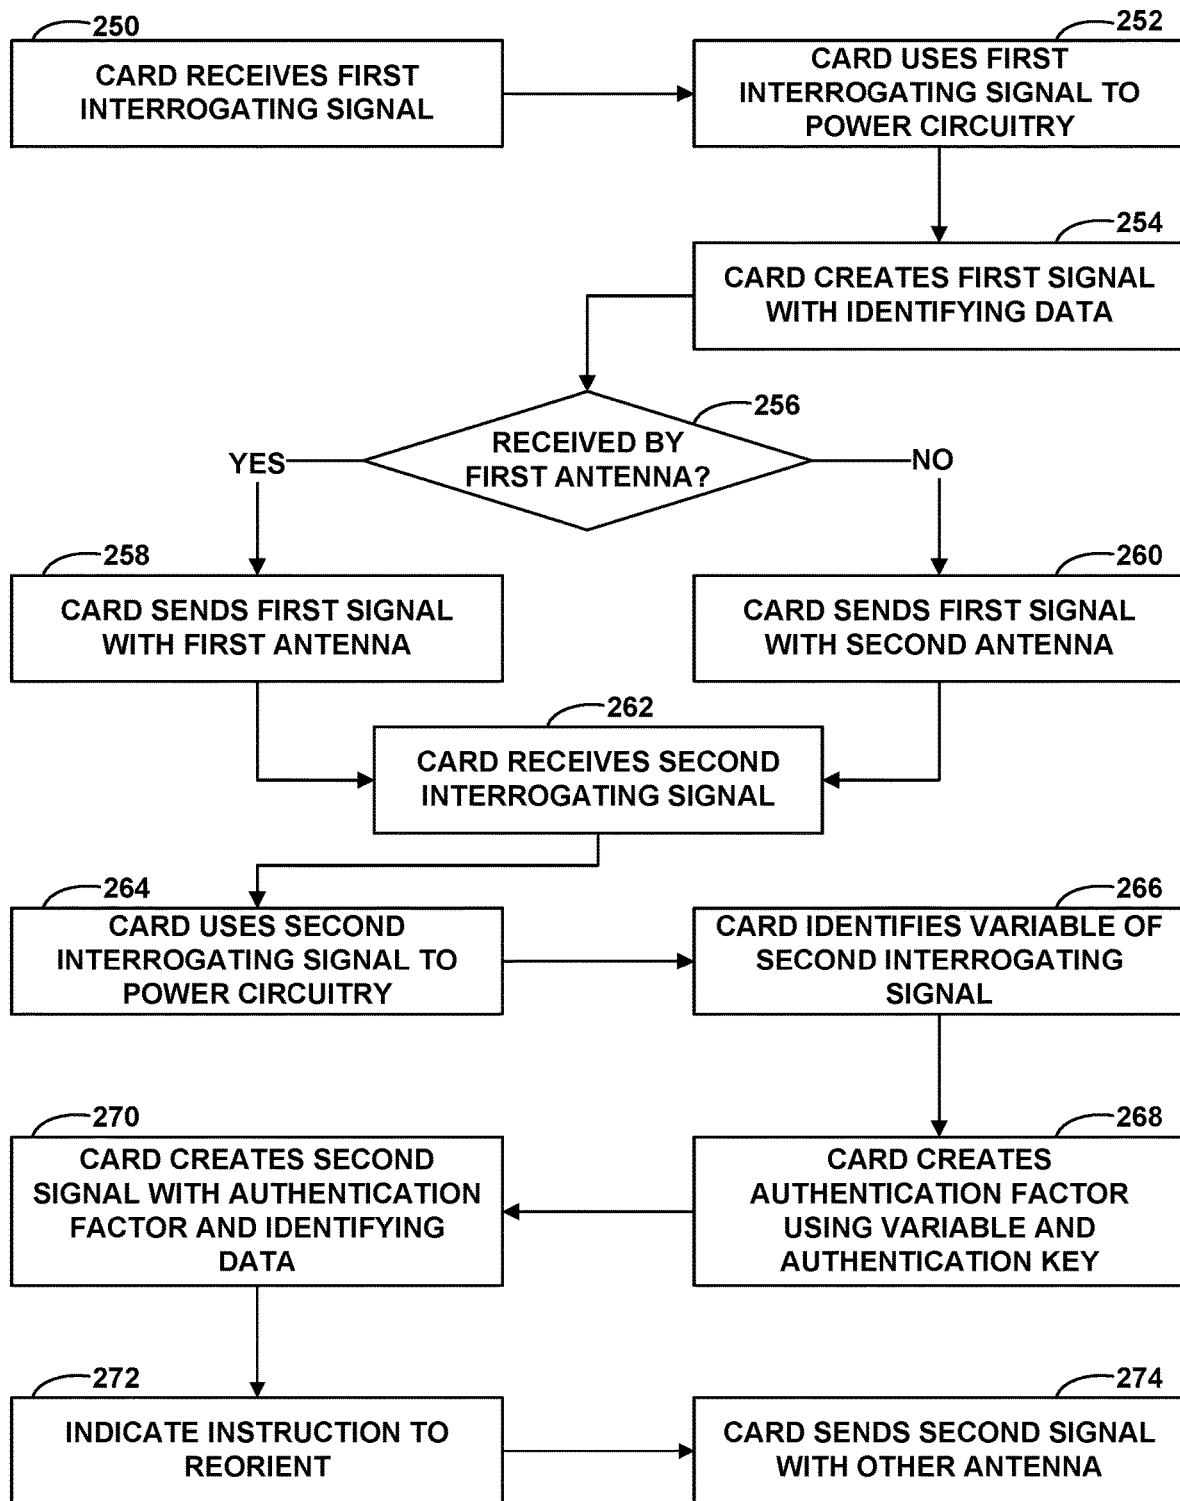 250
CARD RECEIVES FIRST
INTERROGATING SIGNAL
252
CARD USES FIRST
INTERROGATING SIGNAL TO
POWER CIRCUITRY
254
CARD CREATES FIRST SIGNAL
WITH IDENTIFYING DATA
256
RECEIVED BY
FIRST ANTENNA?
YES
NO
258
CARD SENDS FIRST SIGNAL
WITH FIRST ANTENNA
260
CARD SENDS FIRST SIGNAL
WITH SECOND ANTENNA
262
CARD RECEIVES SECOND
INTERROGATING SIGNAL
264
CARD USES SECOND
INTERROGATING SIGNAL TO
POWER CIRCUITRY
266
CARD IDENTIFIES VARIABLE OF
SECOND INTERROGATING
SIGNAL
268
CARD CREATES
AUTHENTICATION FACTOR
USING VARIABLE AND
AUTHENTICATION KEY
270
CARD CREATES SECOND
SIGNAL WITH AUTHENTICATION
FACTOR AND IDENTIFYING
DATA
272
INDICATE INSTRUCTION TO
REORIENT
274
CARD SENDS SECOND SIGNAL
WITH OTHER ANTENNA